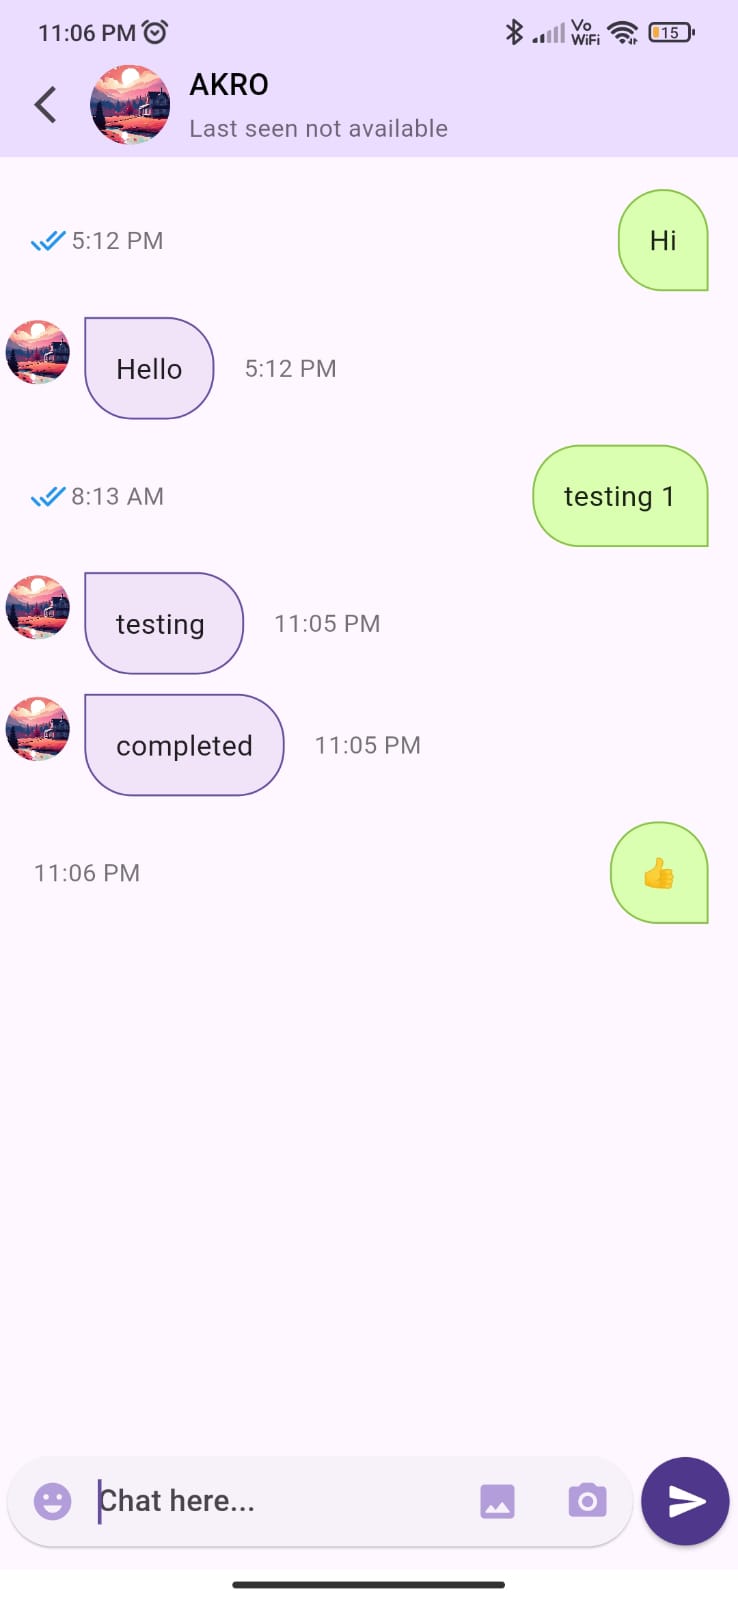 11:06 PM
Vo
WiFi
15
AKRO
Last seen not available
5:12 PM
Hi
Hello
5:12 PM
8:13 AM
testing 1
testing
11:05 PM
completed
11:05 PM
11:06 PM
👍
Chat here...